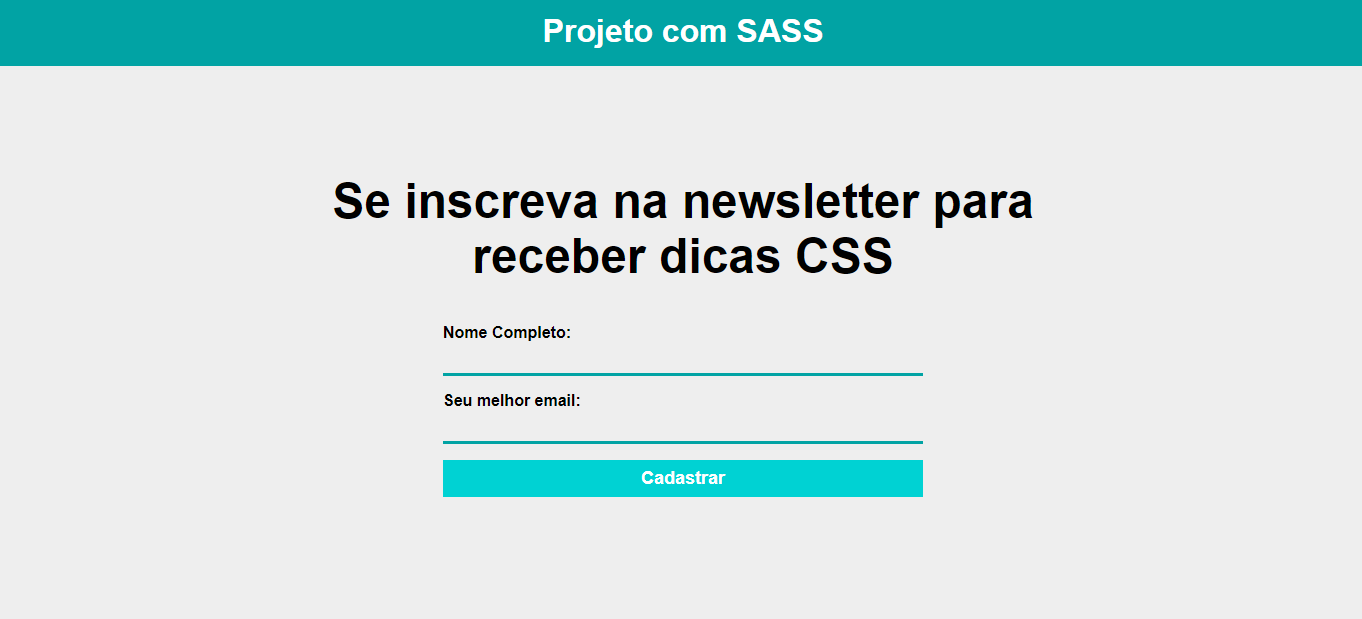 Projeto com SASS
Se inscreva na newsletter para
receber dicas CSS
Nome Completo:
Seu melhor email:
Cadastrar